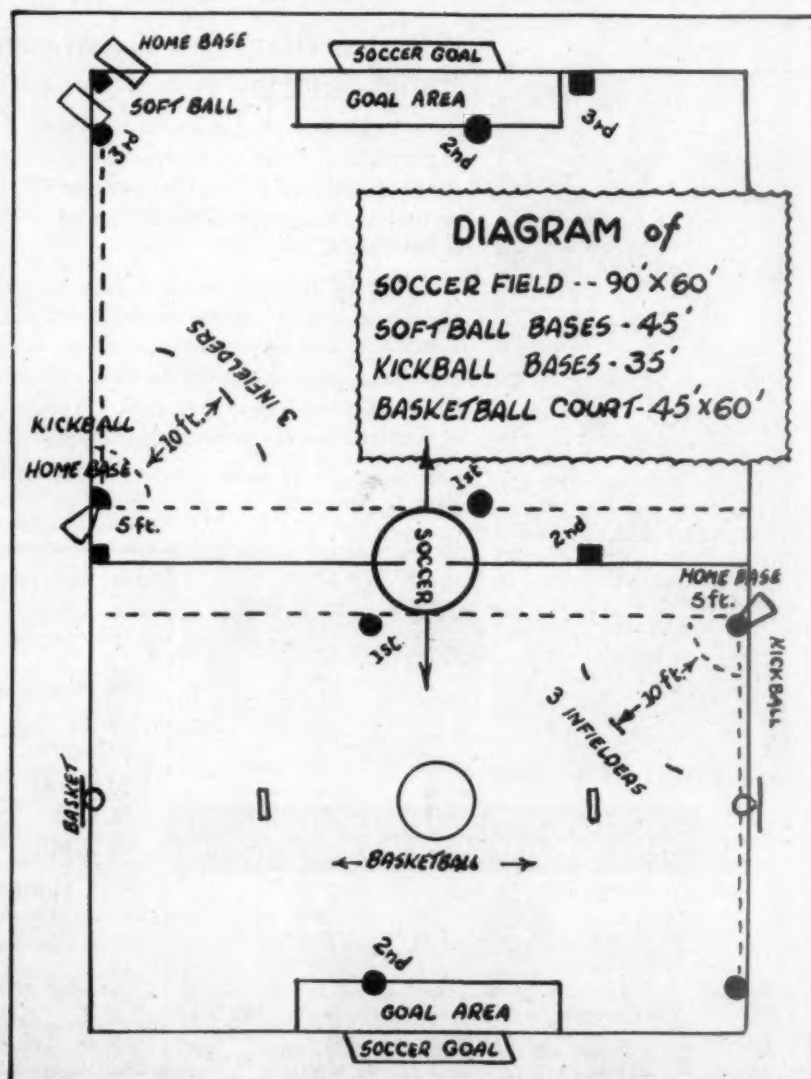 HOME BASE
SOCCER GOAL
SOFT BALL
GOAL AREA
3rd
2nd
3rd
DIAGRAM of
SOCCER FIELD -- 90' X 60'
SOFTBALL BASES - 45'
KICKBALL BASES - 35'
BASKETBALL COURT - 45' X 60'
3 INFIELDERS
10 ft.
KICKBALL
HOME BASE
1st
5 ft.
SOCCER
2nd
HOME BASE
5 ft.
1st
KICKBALL
10 ft.
3 INFIELDERS
BASKET
BASKETBALL
2nd
GOAL AREA
SOCCER GOAL